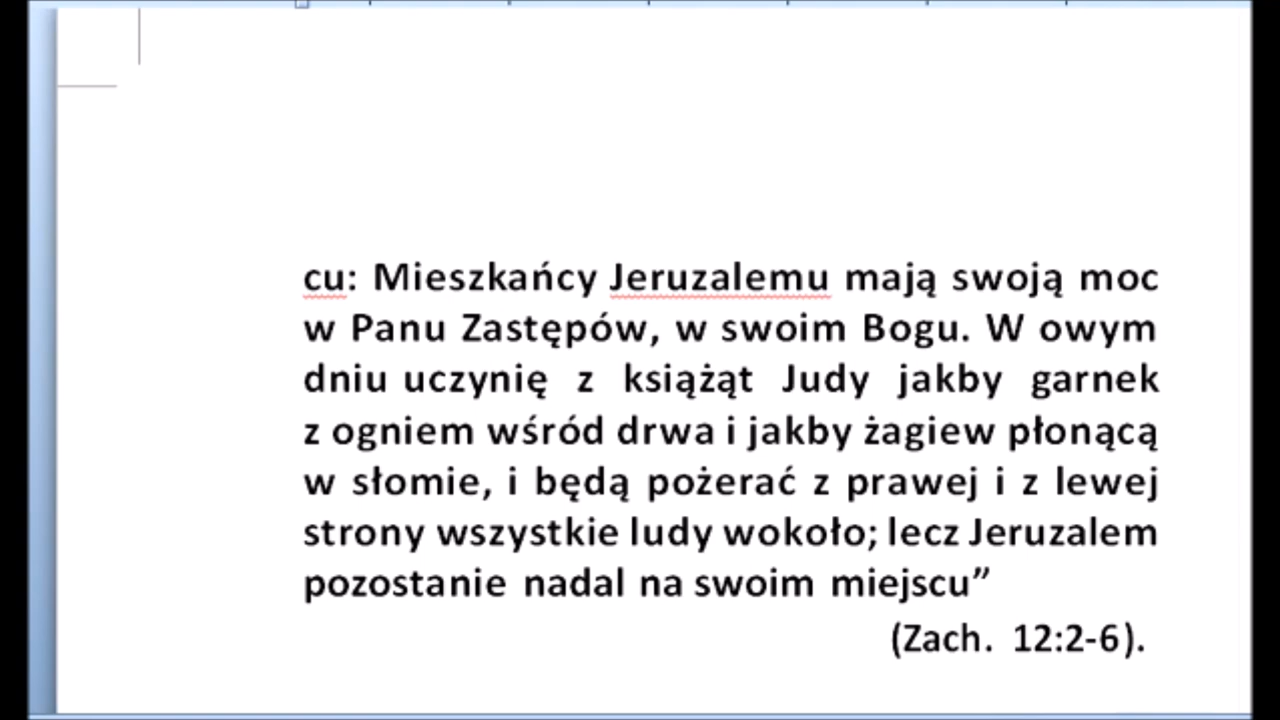 cu: Mieszkańcy Jeruzalemu mają swoją moc
w Panu Zastępów, w swoim Bogu. W owym
dniu uczynię z książąt Judy jakby garnek
z ogniem wśród drwa i jakby żagiew płonącą
w słomie, i będą pożerać z prawej i z lewej
strony wszystkie ludy wokoło; lecz Jeruzalem
pozostanie nadal na swoim miejscu”
(Zach. 12:2-6).